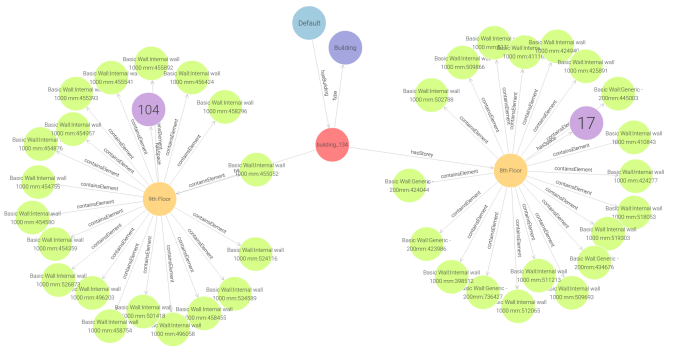 Default
Building
hasBuilding
type
building_134
hasStorey
9th Floor
8th Floor
104
17
containsElement
Basic Wall:Internal wall
1000 mm:455892
Basic Wall:Internal wall
1000 mm:456424
Basic Wall:Internal wall
1000 mm:455541
Basic Wall:Internal wall
1000 mm:455393
Basic Wall:Internal wall
1000 mm:458296
Basic Wall:Internal wall
1000 mm:454957
Basic Wall:Internal wall
1000 mm:454876
Basic Wall:Internal wall
1000 mm:455052
Basic Wall:Internal wall
1000 mm:454755
Basic Wall:Internal wall
1000 mm:454580
Basic Wall:Internal wall
1000 mm:454359
Basic Wall:Internal wall
1000 mm:524116
Basic Wall:Internal wall
1000 mm:526873
Basic Wall:Internal wall
1000 mm:534589
Basic Wall:Internal wall
1000 mm:496203
Basic Wall:Internal wall
1000 mm:501418
Basic Wall:Internal wall
1000 mm:458455
Basic Wall:Internal wall
1000 mm:458754
Basic Wall:Internal wall
1000 mm:496058
Basic Wall:Internal wall
Basic Wall:Internal wall
1000 mm:509866
Basic Wall:Internal wall
1000 mm:425891
Basic Wall:Internal wall
1000 mm:502788
Basic Wall:Generic -
200mm:445003
Basic Wall:Internal wall
1000 mm:410843
Basic Wall:Internal wall
1000 mm:424277
Basic Wall:Generic -
200mm:424044
Basic Wall:Internal wall
1000 mm:518053
Basic Wall:Internal wall
1000 mm:519303
Basic Wall:Generic -
200mm:423986
Basic Wall:Generic -
200mm:434676
Basic Wall:Internal wall
1000 mm:398512
Basic Wall:Internal wall
1000 mm:511213
Basic Wall:Generic -
200mm:736427
Basic Wall:Internal wall
1000 mm:509693
Basic Wall:Internal wall
1000 mm:512065